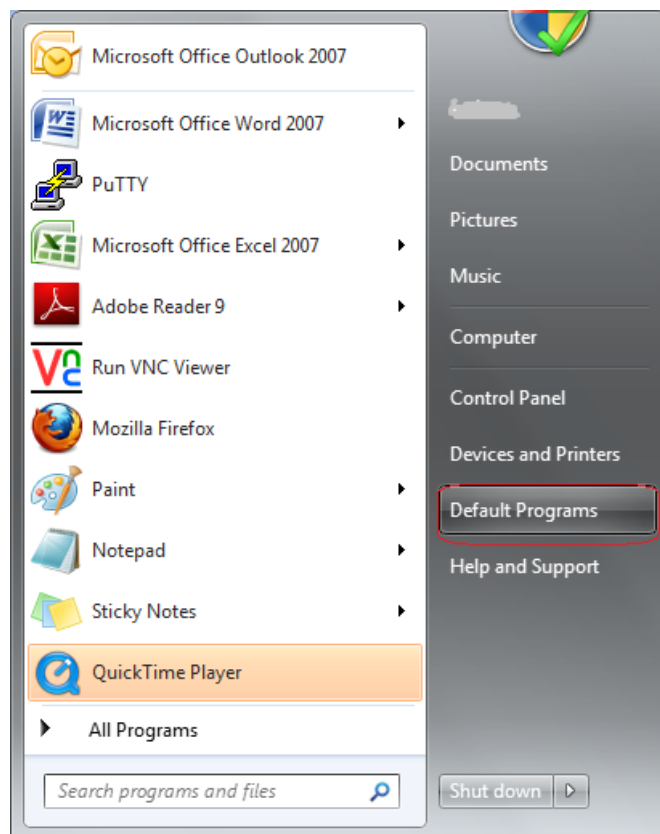 Microsoft Office Outlook 2007
Microsoft Office Word 2007
PuTTY
Microsoft Office Excel 2007
Adobe Reader 9
Run VNC Viewer
Mozilla Firefox
Paint
Notepad
Sticky Notes
QuickTime Player
All Programs
Search programs and files
Documents
Pictures
Music
Computer
Control Panel
Devices and Printers
Default Programs
Help and Support
Shut down